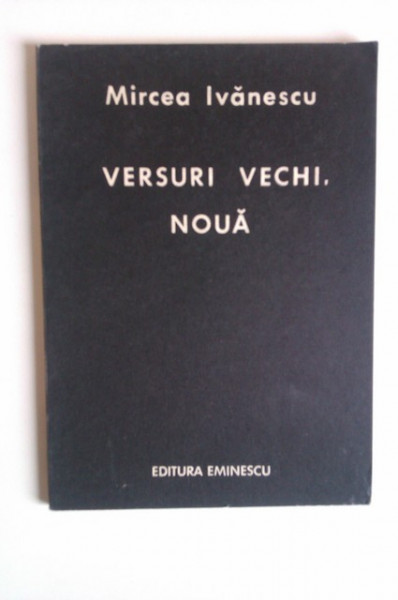 Mircea Ivănescu
VERSURI VECHI,
NOUĂ
EDITURA EMINESCU